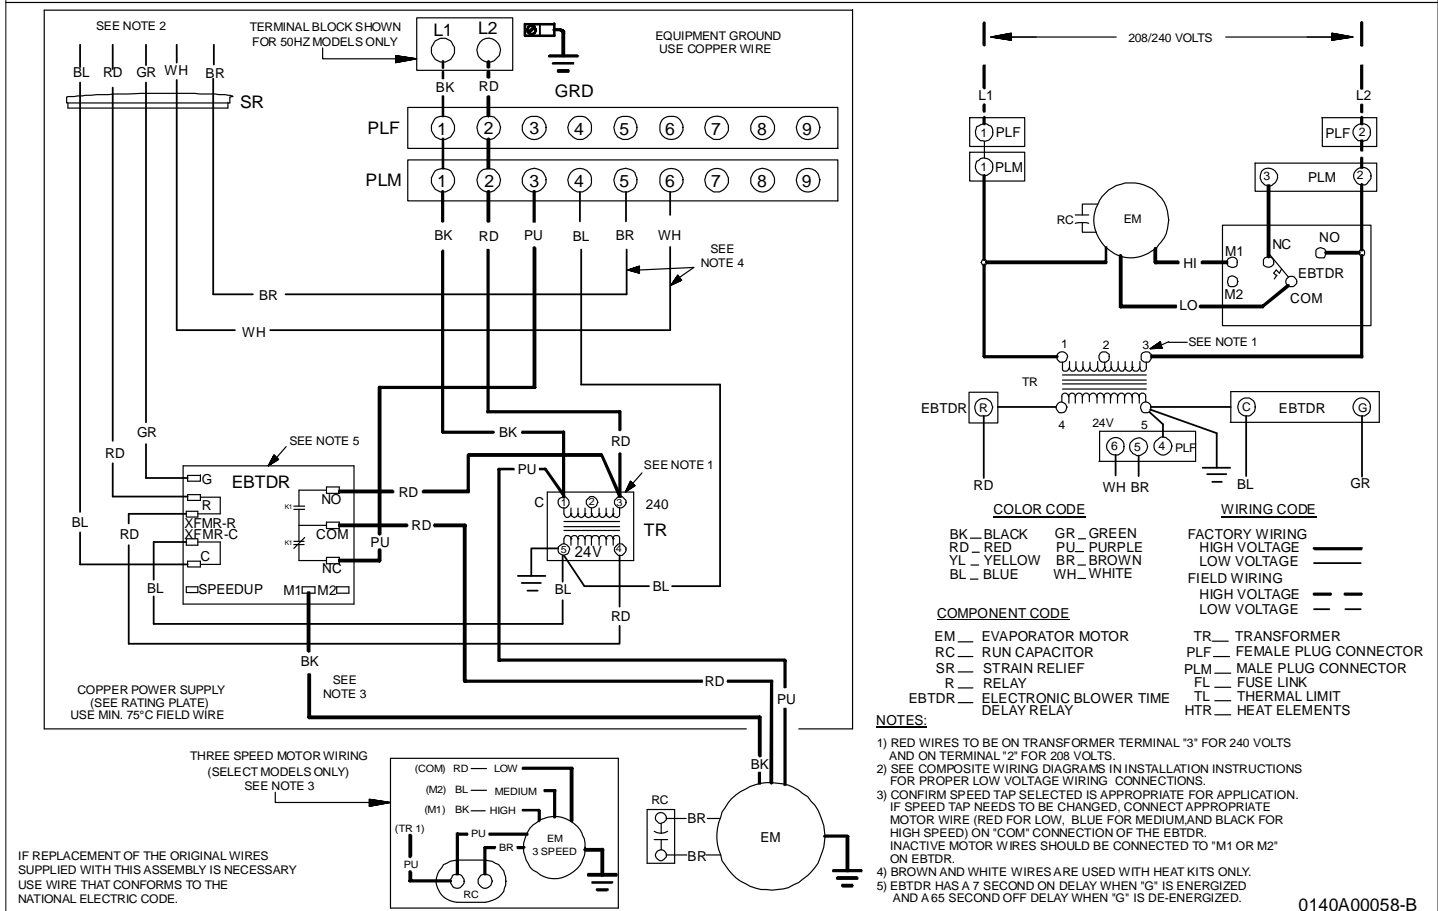 SEE NOTE 2
TERMINAL BLOCK SHOWN
FOR 50HZ MODELS ONLY
L1 L2
EQUIPMENT GROUND
USE COPPER WIRE
BL RD GR WH BR
SR
BK RD
GRD
PLF 1 2 3 4 5 6 7 8 9
PLM 1 2 3 4 5 6 7 8 9
BK RD PU BL BR WH
SEE
NOTE 4
BR
WH
GR
RD
BK
RD
SEE NOTE 5
PU
SEE NOTE 1
G
EBTDR
R
XFMR-R
XFMR-C
C
NO
COM
NC
K1
K1
RD
RD
PU
BL
RD
C 1 2 3 240
TR
5 24V 4
BL
SPEEDUP M1 M2
BL
BL
RD
BK
SEE
NOTE 3
RD
PU
COPPER POWER SUPPLY
(SEE RATING PLATE)
USE MIN. 75°C FIELD WIRE
THREE SPEED MOTOR WIRING
(SELECT MODELS ONLY)
SEE NOTE 3
(COM) RD LOW
(M2) BL MEDIUM
(M1) BK HIGH
(TR 1)
PU
BR
PU
EM
3 SPEED
RC
BK
RC
BR
BR
EM
IF REPLACEMENT OF THE ORIGINAL WIRES
SUPPLIED WITH THIS ASSEMBLY IS NECESSARY
USE WIRE THAT CONFORMS TO THE
NATIONAL ELECTRIC CODE.
208/240 VOLTS
L1 L2
1 PLF
PLF 2
1 PLM
3 PLM 2
RC
EM
HI
LO
M1
M2
NC
NO
EBTDR
COM
SEE NOTE 1
1 2 3
TR
EBTDR R
4 24V 5
C EBTDR G
6 5 4 PLF
RD
WH BR
BL
GR
COLOR CODE
BK BLACK GR GREEN
RD RED PU PURPLE
YL YELLOW BR BROWN
BL BLUE WH WHITE
WIRING CODE
FACTORY WIRING
HIGH VOLTAGE
LOW VOLTAGE
FIELD WIRING
HIGH VOLTAGE
LOW VOLTAGE
COMPONENT CODE
EM EVAPORATOR MOTOR
RC RUN CAPACITOR
SR STRAIN RELIEF
R RELAY
EBTDR ELECTRONIC BLOWER TIME
DELAY RELAY
TR TRANSFORMER
PLF FEMALE PLUG CONNECTOR
PLM MALE PLUG CONNECTOR
FL FUSE LINK
TL THERMAL LIMIT
HTR HEAT ELEMENTS
NOTES:
1) RED WIRES TO BE ON TRANSFORMER TERMINAL "3" FOR 240 VOLTS
AND ON TERMINAL "2" FOR 208 VOLTS.
2) SEE COMPOSITE WIRING DIAGRAMS IN INSTALLATION INSTRUCTIONS
FOR PROPER LOW VOLTAGE WIRING CONNECTIONS.
3) CONFIRM SPEED TAP SELECTED IS APPROPRIATE FOR APPLICATION.
IF SPEED TAP NEEDS TO BE CHANGED, CONNECT APPROPRIATE
MOTOR WIRE (RED FOR LOW, BLUE FOR MEDIUM,AND BLACK FOR
HIGH SPEED) ON "COM" CONNECTION OF THE EBTDR.
INACTIVE MOTOR WIRES SHOULD BE CONNECTED TO "M1 OR M2"
ON EBTDR.
4) BROWN AND WHITE WIRES ARE USED WITH HEAT KITS ONLY.
5) EBTDR HAS A 7 SECOND ON DELAY WHEN "G" IS ENERGIZED
AND A 65 SECOND OFF DELAY WHEN "G" IS DE-ENERGIZED.
0140A00058-B